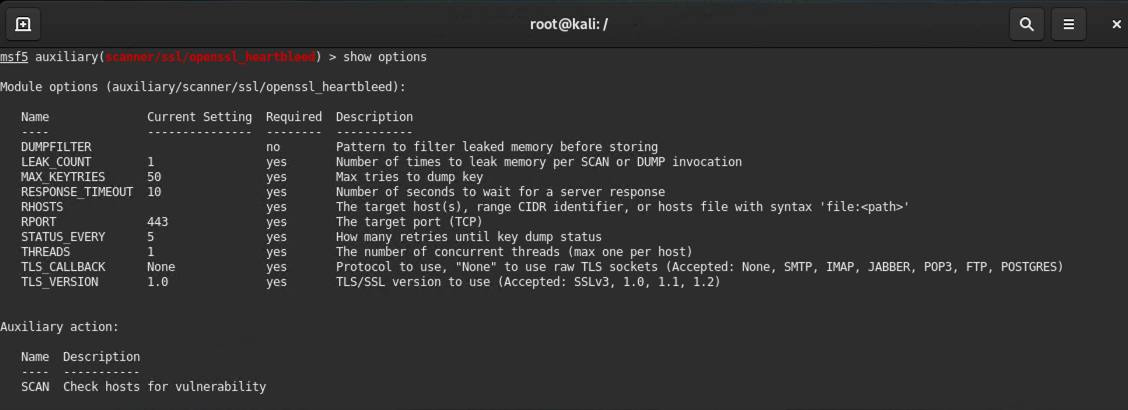 root@kali: /
msf5 auxiliary(scanner/ssl/openssl_heartbleed) > show options
Module options (auxiliary/scanner/ssl/openssl_heartbleed):
Name Current Setting Required Description
---- --------------- -------- -----------
DUMPFILTER no Pattern to filter leaked memory before storing
LEAK_COUNT 1 yes Number of times to leak memory per SCAN or DUMP invocation
MAX_KEYTRIES 50 yes Max tries to dump key
RESPONSE_TIMEOUT 10 yes Number of seconds to wait for a server response
RHOSTS yes The target host(s), range CIDR identifier, or hosts file with syntax 'file:<path>'
RPORT 443 yes The target port (TCP)
STATUS_EVERY 5 yes How many retries until key dump status
THREADS 1 yes The number of concurrent threads (max one per host)
TLS_CALLBACK None yes Protocol to use, "None" to use raw TLS sockets (Accepted: None, SMTP, IMAP, JABBER, POP3, FTP, POSTGRES)
TLS_VERSION 1.0 yes TLS/SSL version to use (Accepted: SSLv3, 1.0, 1.1, 1.2)
Auxiliary action:
Name Description
---- -----------
SCAN Check hosts for vulnerability